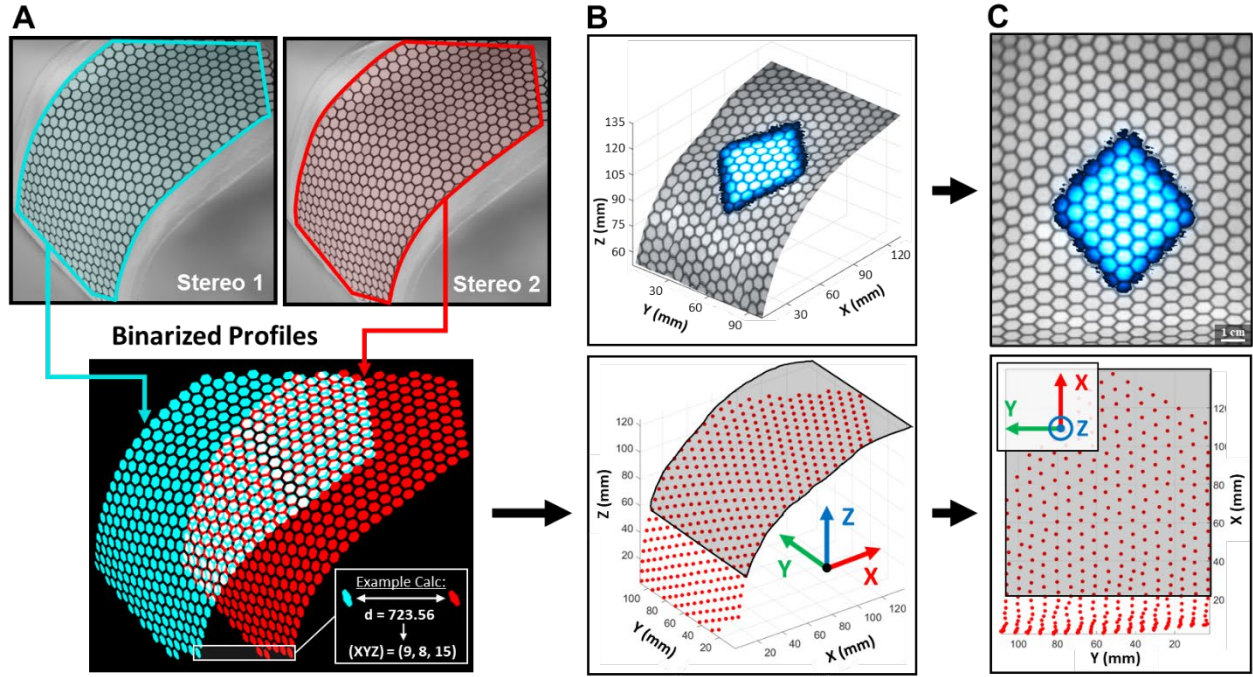 A
B
C
Stereo 1
Stereo 2
Binarized Profiles
Example Calc:
d = 723.56
(XYZ) = (9, 8, 15)
135
120
105
90
75
60
Z (mm)
30
60
90
Y (mm)
30
60
90
120
X (mm)
1 cm
120
100
80
60
40
20
Z (mm)
100
80
60
40
20
Y (mm)
20
40
60
80
100
120
X (mm)
Z
Y
X
X
Y
Z
120
100
80
60
40
20
X (mm)
100
80
60
40
20
Y (mm)